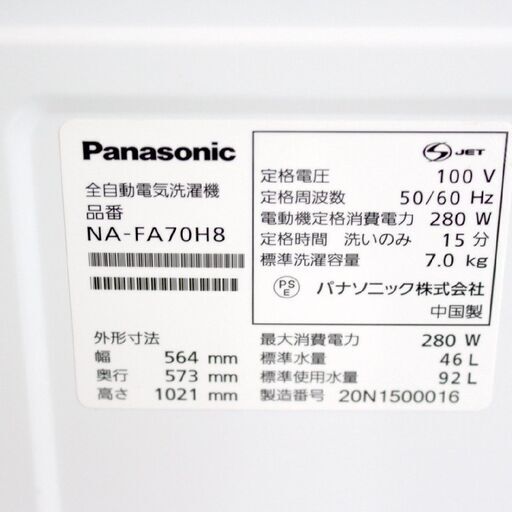 Panasonic
全自動電気洗濯機
品番
NA-FA70H8
外形寸法
幅 564 mm
奥行 573 mm
高さ 1021 mm
JET
定格電圧 100 V
定格周波数 50/60 Hz
電動機定格消費電力 280 W
定格時間 洗いのみ 15 分
標準洗濯容量 7.0 kg
PS E パナソニック株式会社
中国製
最大消費電力 280 W
標準水量 46 L
標準使用水量 92 L
製造番号 20N1500016